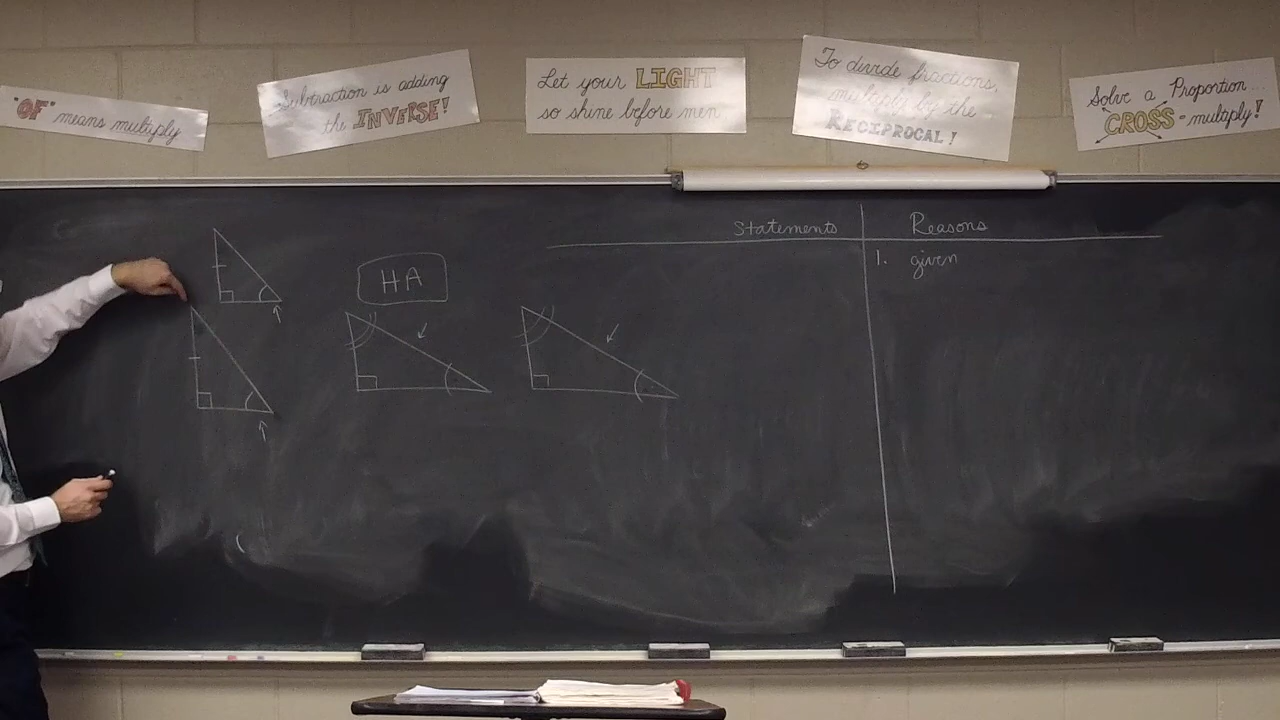 "OF" means multiply
Subtraction is adding
the INVERSE!
Let your LIGHT
so shine before men
To divide fractions,
multiply by the
RECIPROCAL!
Solve a Proportion...
CROSS-multiply!
Statements
Reasons
1. given
HA